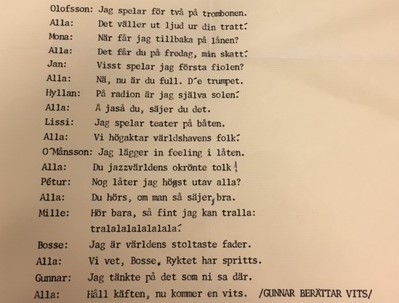 Olofsson: Jag spelar för två på trombonen.
Alla: Det väller ut ljud ur din tratt.
Mona: När får jag tillbaka på lånen?
Alla: Det får du på fredag, min skatt.
Jan: Visst spelar jag första fiolen?
Alla: Nä, nu är du full. D'e trumpet.
Hyllan: På radion är jag själva solen.
Alla: Å jaså du, säjer du det.
Lissi: Jag spelar teater på båten.
Alla: Vi högaktar världshavens folk.
O'Månsson: Jag lägger in feeling i låten.
Alla: Du jazzvärldens okrönte tolk!
Pétur: Nog låter jag högst utav alla?
Alla: Du hörs, om man så säjer, bra.
Mille: Hör bara, så fint jag kan tralla:
tralalalalalalala.
Bosse: Jag är världens stoltaste fader.
Alla: Vi vet, Bosse, Ryktet har spritts.
Gunnar: Jag tänkte på det som ni sa där.
Alla: Håll käften, nu kommer en vits. /GUNNAR BERÄTTAR VITS/